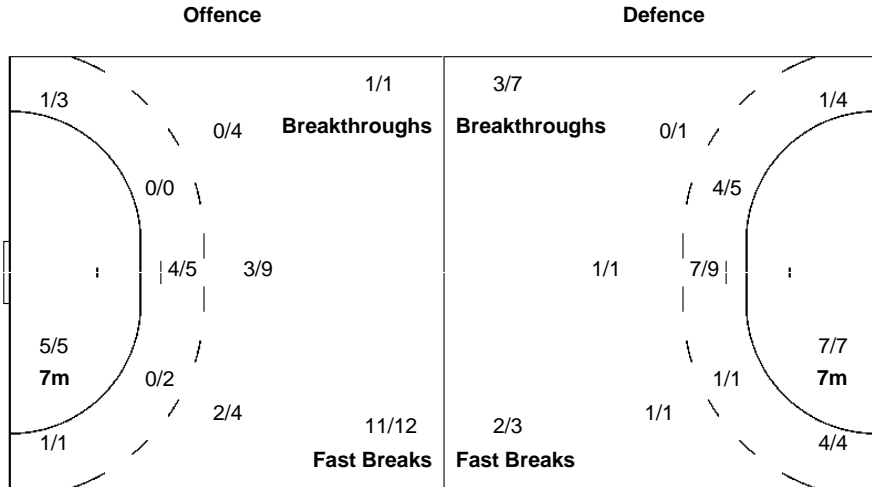 Offence Defence
1/1 3/7
1/3 1/4
Breakthroughs Breakthroughs
0/4 0/1
0/0 4/5
4/5 3/9 1/1 7/9
5/5 7/7
7m 0/2 1/1 7m
2/4 1/1
11/12 2/3
1/1 4/4
Fast Breaks Fast Breaks